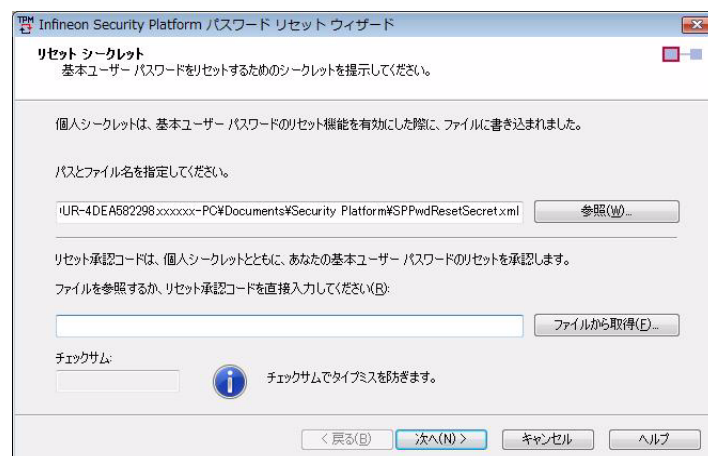 TPM
Infineon Security Platform パスワード リセット ウィザード
リセット シークレット
基本ユーザー パスワードをリセットするためのシークレットを提示してください。
個人シークレットは、基本ユーザー パスワードのリセット機能を有効にした際に、ファイルに書き込まれました。
パスとファイル名を指定してください。
UR-4DEA582298xxxxxx-PC¥Documents¥Security Platform¥SPPwdResetSecret.xml
参照(W)...
リセット承認コードは、個人シークレットとともに、あなたの基本ユーザー パスワードのリセットを承認します。
ファイルを参照するか、リセット承認コードを直接入力してください(R):
ファイルから取得(F)...
チェックサム:
チェックサムでタイプミスを防ぎます。
< 戻る(B)
次へ(N) >
キャンセル
ヘルプ